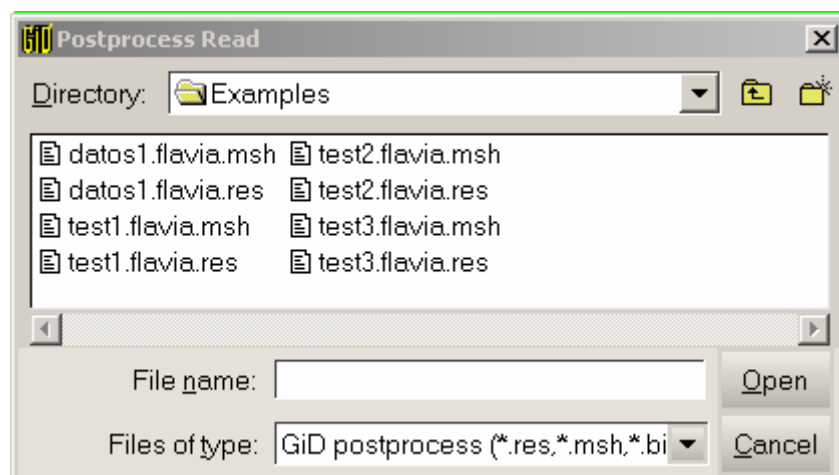 GiD Postprocess Read
Directory: Examples
datos1.flavia.msh test2.flavia.msh
datos1.flavia.res test2.flavia.res
test1.flavia.msh test3.flavia.msh
test1.flavia.res test3.flavia.res
File name: Open
Files of type: GiD postprocess (*.res,*.msh,*.bi Cancel